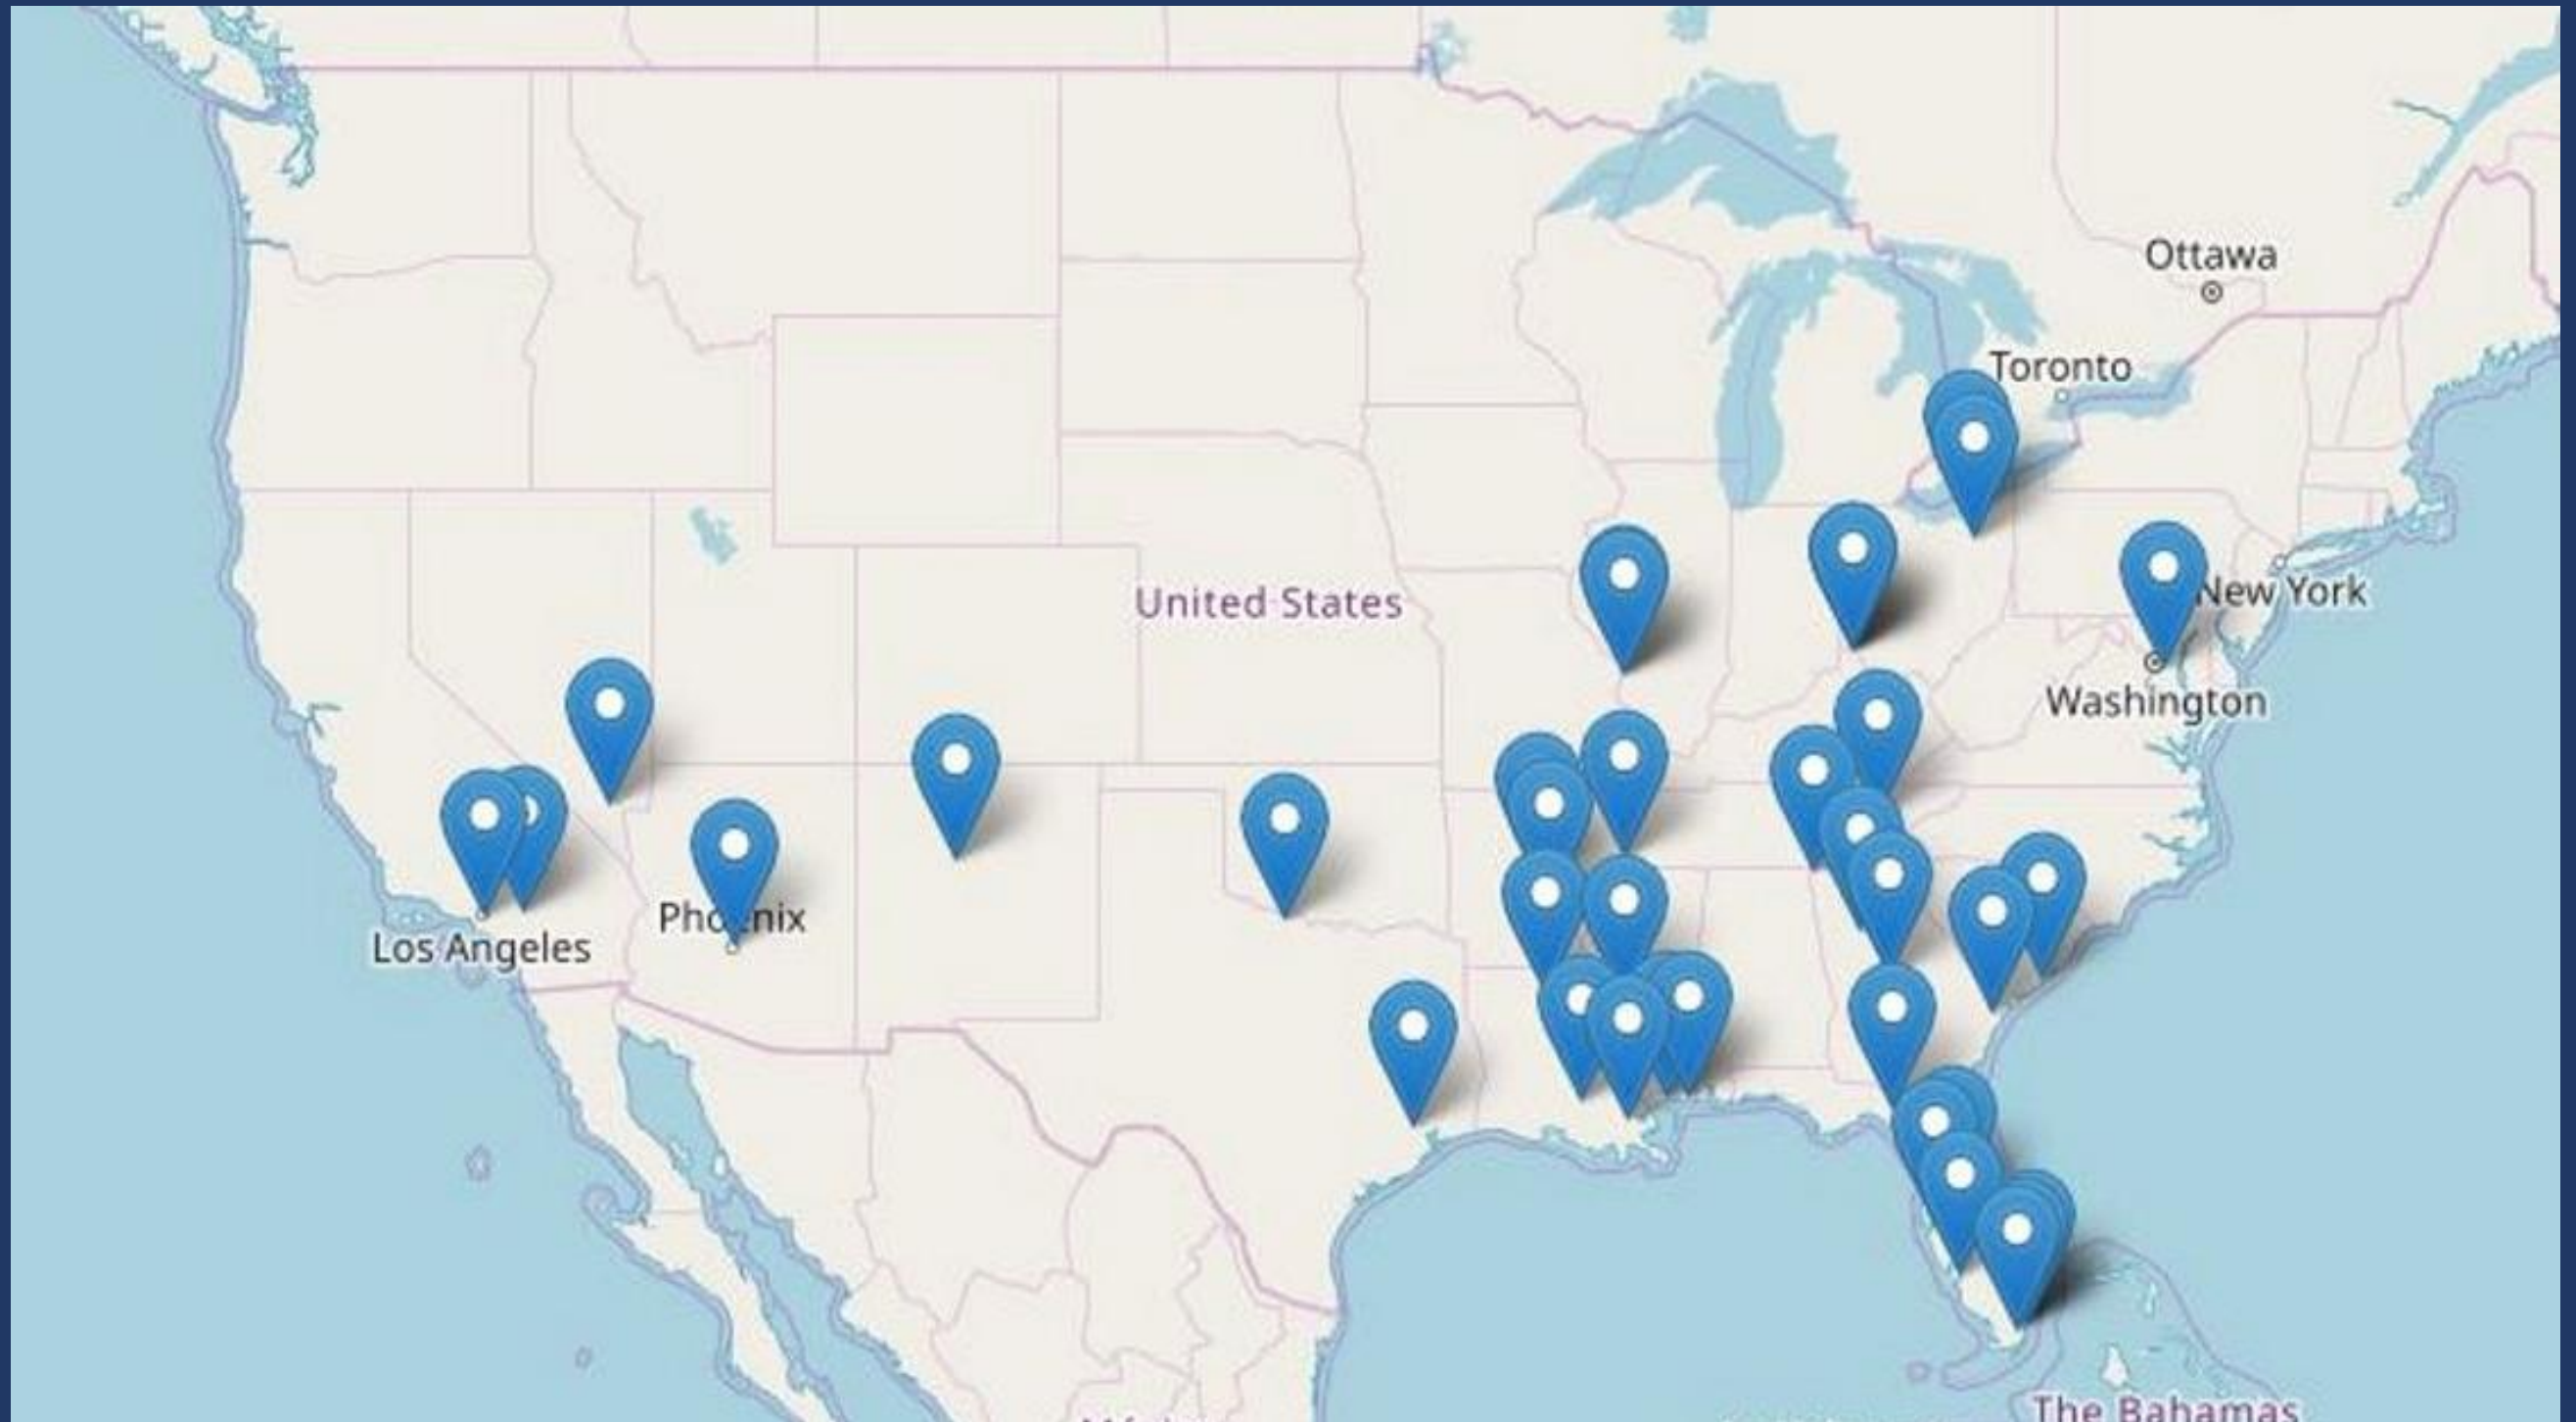 Ottawa
Toronto
United States
New York
Washington
Los Angeles
The Bahamas